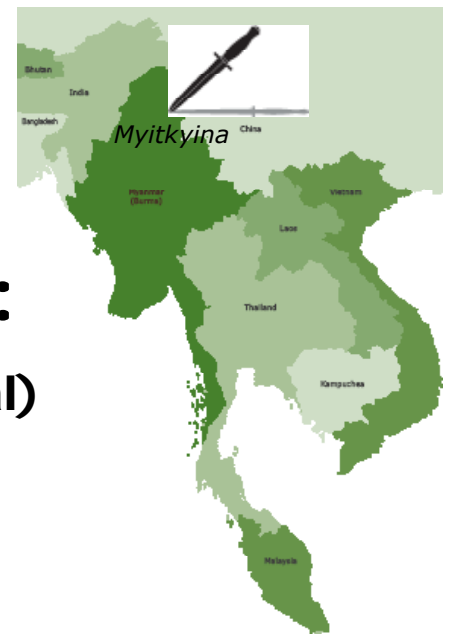 Bhutan
India
Bangladesh
Myitkyina
China
Myanmar
(Burma)
Vietnam
Laos
:
Thailand
Kampuchea
l)
Malaysia